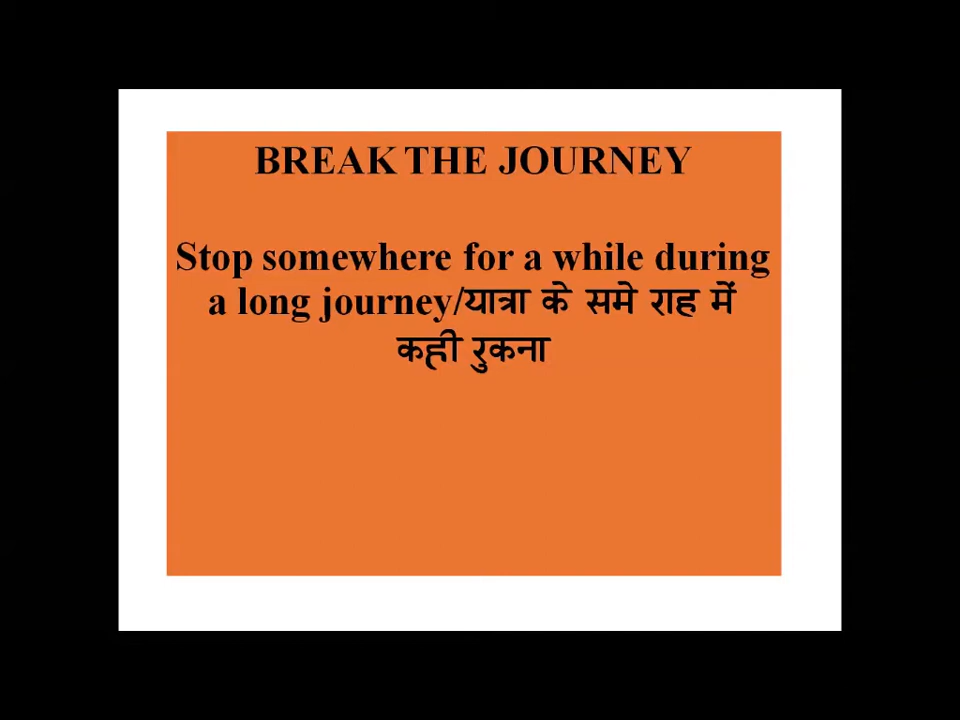 BREAK THE JOURNEY
Stop somewhere for a while during
a long journey/यात्रा के समे राह में
कही रुकना